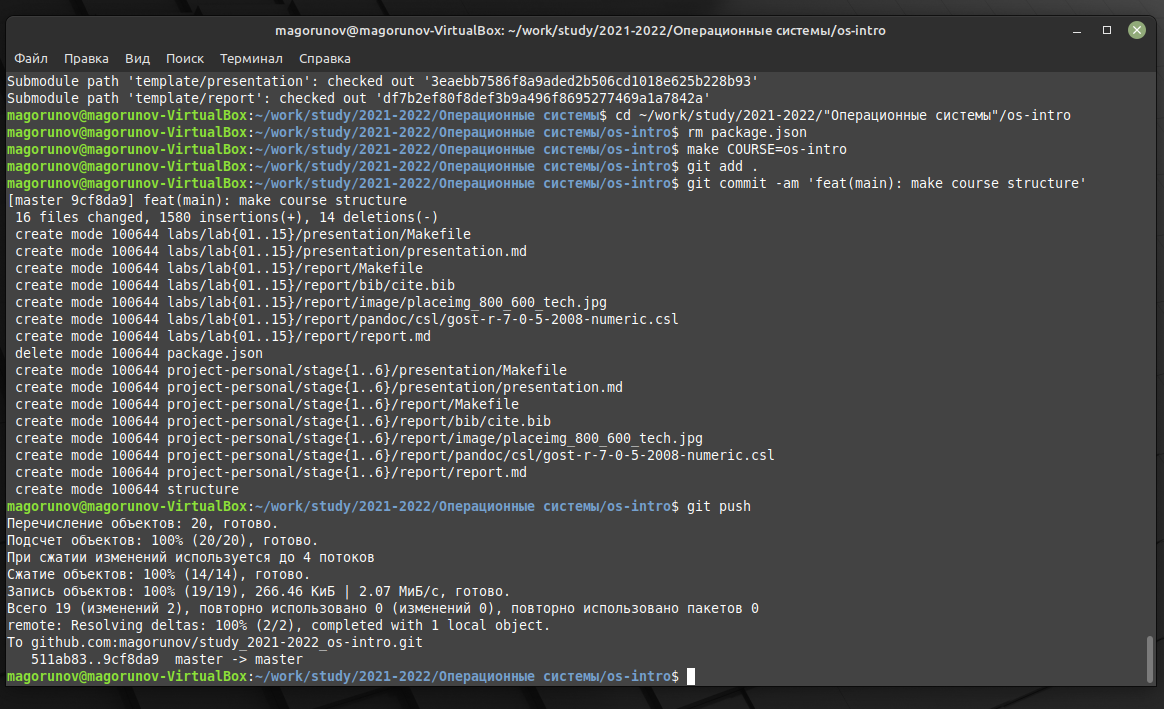 magorunov@magorunov-VirtualBox: ~/work/study/2021-2022/Операционные системы/os-intro
Файл Правка Вид Поиск Терминал Справка
Submodule path 'template/presentation': checked out '3eaebb7586f8a9aded2b506cd1018e625b228b93'
Submodule path 'template/report': checked out 'df7b2ef80f8def3b9a496f8695277469a1a7842a'
magorunov@magorunov-VirtualBox:~/work/study/2021-2022/Операционные системы$ cd ~/work/study/2021-2022/"Операционные системы"/os-intro
magorunov@magorunov-VirtualBox:~/work/study/2021-2022/Операционные системы/os-intro$ rm package.json
magorunov@magorunov-VirtualBox:~/work/study/2021-2022/Операционные системы/os-intro$ make COURSE=os-intro
magorunov@magorunov-VirtualBox:~/work/study/2021-2022/Операционные системы/os-intro$ git add .
magorunov@magorunov-VirtualBox:~/work/study/2021-2022/Операционные системы/os-intro$ git commit -am 'feat(main): make course structure'
[master 9cf8da9] feat(main): make course structure
 16 files changed, 1580 insertions(+), 14 deletions(-)
 create mode 100644 labs/lab{01..15}/presentation/Makefile
 create mode 100644 labs/lab{01..15}/presentation/presentation.md
 create mode 100644 labs/lab{01..15}/report/Makefile
 create mode 100644 labs/lab{01..15}/report/bib/cite.bib
 create mode 100644 labs/lab{01..15}/report/image/placeimg_800_600_tech.jpg
 create mode 100644 labs/lab{01..15}/report/pandoc/csl/gost-r-7-0-5-2008-numeric.csl
 create mode 100644 labs/lab{01..15}/report/report.md
 delete mode 100644 package.json
 create mode 100644 project-personal/stage{1..6}/presentation/Makefile
 create mode 100644 project-personal/stage{1..6}/presentation/presentation.md
 create mode 100644 project-personal/stage{1..6}/report/Makefile
 create mode 100644 project-personal/stage{1..6}/report/bib/cite.bib
 create mode 100644 project-personal/stage{1..6}/report/image/placeimg_800_600_tech.jpg
 create mode 100644 project-personal/stage{1..6}/report/pandoc/csl/gost-r-7-0-5-2008-numeric.csl
 create mode 100644 project-personal/stage{1..6}/report/report.md
 create mode 100644 structure
magorunov@magorunov-VirtualBox:~/work/study/2021-2022/Операционные системы/os-intro$ git push
Перечисление объектов: 20, готово.
Подсчет объектов: 100% (20/20), готово.
При сжатии изменений используется до 4 потоков
Сжатие объектов: 100% (14/14), готово.
Запись объектов: 100% (19/19), 266.46 КиБ | 2.07 МиБ/с, готово.
Всего 19 (изменений 2), повторно использовано 0 (изменений 0), повторно использовано пакетов 0
remote: Resolving deltas: 100% (2/2), completed with 1 local object.
To github.com:magorunov/study_2021-2022_os-intro.git
   511ab83..9cf8da9  master -> master
magorunov@magorunov-VirtualBox:~/work/study/2021-2022/Операционные системы/os-intro$